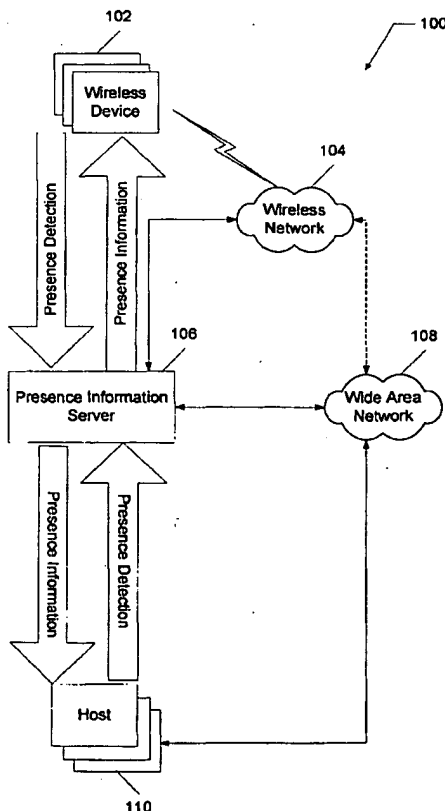 102
100
Wireless
Device
104
Wireless
Network
Presence Detection
Presence Information
106
108
Presence Information
Server
Wide Area
Network
Presence Information
Presence Detection
Host
110